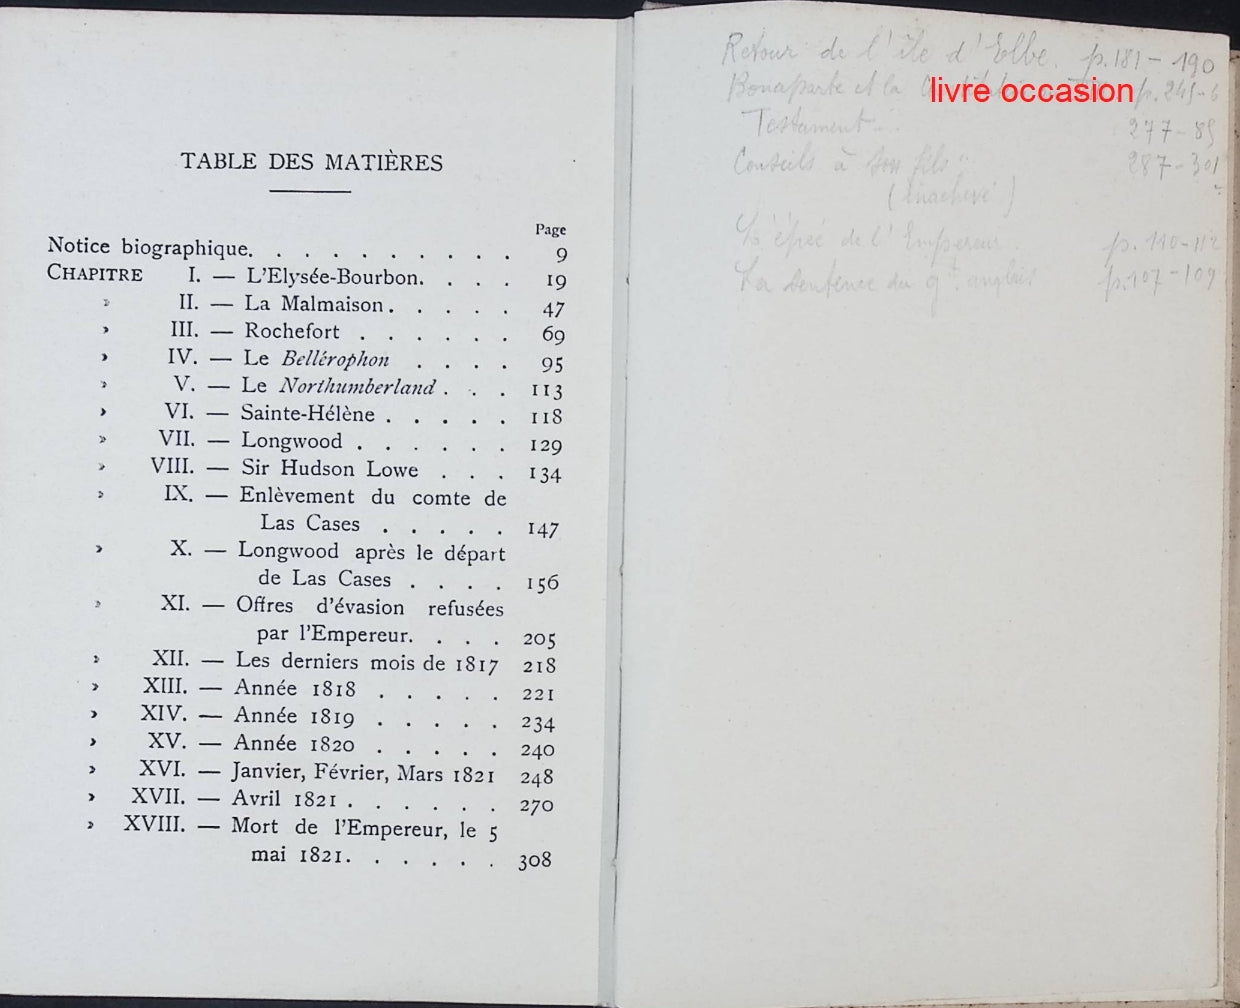 TABLE DES MATIÈRES
Page
Notice biographique. . . . . . . . . . 9
CHAPITRE I. — L'Elysée-Bourbon. . . . 19
» II. — La Malmaison . . . . . 47
» III. — Rochefort . . . . . . 69
» IV. — Le Bellérophon . . . . 95
» V. — Le Northumberland . . . 113
» VI. — Sainte-Hélène . . . . . 118
» VII. — Longwood . . . . . . 129
» VIII. — Sir Hudson Lowe . . . 134
» IX. — Enlèvement du comte de
Las Cases . . . . . 147
» X. — Longwood après le départ
de Las Cases . . . . 156
» XI. — Offres d'évasion refusées
par l'Empereur. . . . 205
» XII. — Les derniers mois de 1817 218
» XIII. — Année 1818 . . . . . 221
» XIV. — Année 1819 . . . . . 234
» XV. — Année 1820 . . . . . 240
» XVI. — Janvier, Février, Mars 1821 248
» XVII. — Avril 1821 . . . . . . 270
» XVIII. — Mort de l'Empereur, le 5
mai 1821. . . . . . 308
Retour de l'île d'Elbe. p. 181 - 190
Bonaparte et la p. 245-6
livre occasion
Testament... 277-85
Conseils à son fils... 287-301
(inachevé)
L'épée de l'Empereur. p. 110-112
La sentence du gt. anglais p. 107-109